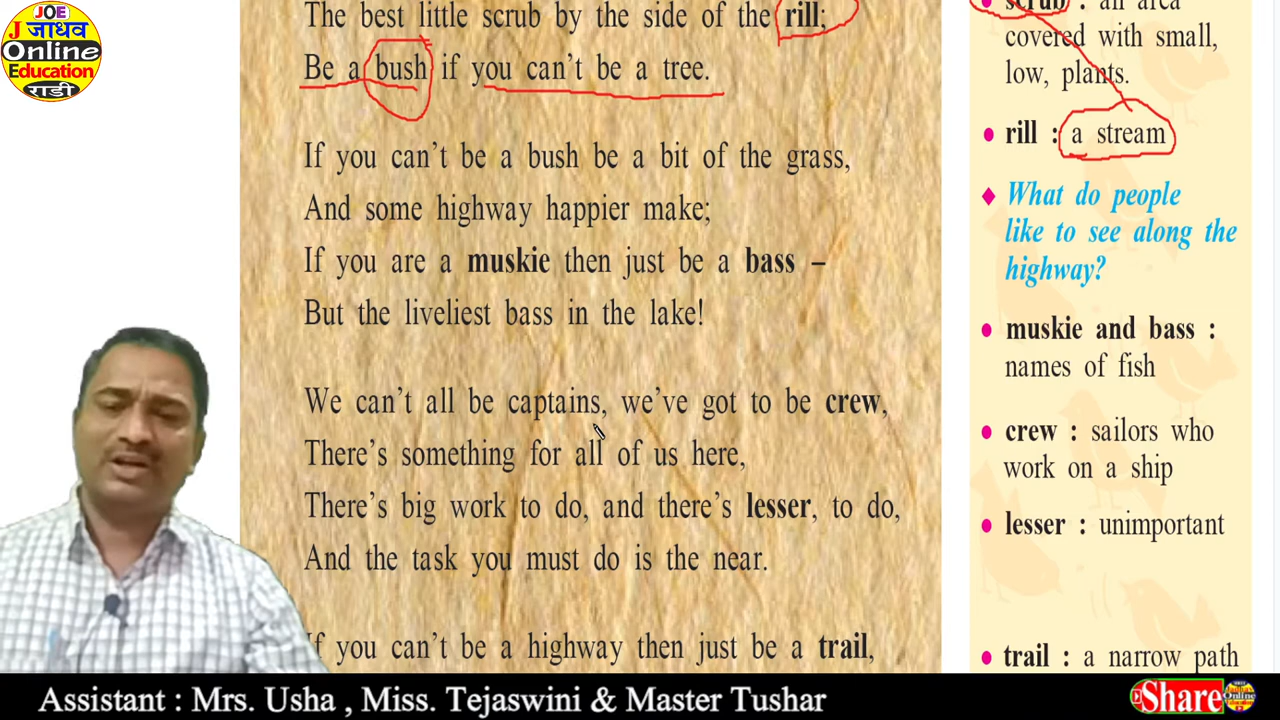 JOE
J जाधव
Online
Education
राडी
The best little scrub by the side of the rill;
Be a bush if you can't be a tree.
If you can't be a bush be a bit of the grass,
And some highway happier make;
If you are a muskie then just be a bass –
But the liveliest bass in the lake!
We can't all be captains, we've got to be crew,
There's something for all of us here,
There's big work to do, and there's lesser, to do,
And the task you must do is the near.
If you can't be a highway then just be a trail,
scrub : an area
covered with small,
low, plants.
rill : a stream
What do people
like to see along the
highway?
muskie and bass :
names of fish
crew : sailors who
work on a ship
lesser : unimportant
trail : a narrow path
Assistant : Mrs. Usha , Miss. Tejaswini & Master Tushar
Share